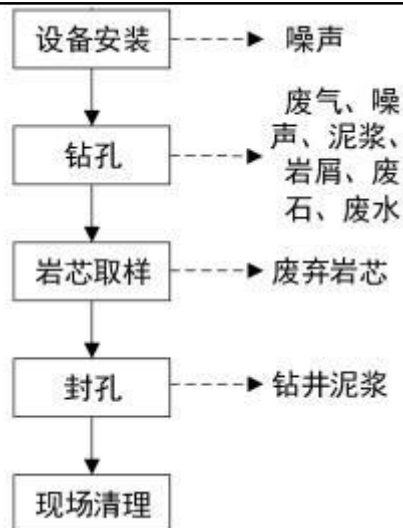 设备安装
噪声
废气、噪
声、泥浆、
岩屑、废
石、废水
钻孔
岩芯取样
废弃岩芯
封孔
钻井泥浆
现场清理